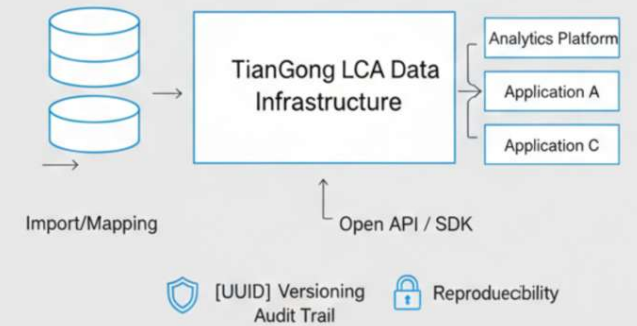 TianGong LCA Data
Infrastructure
Analytics Platform
Application A
Application C
Import/Mapping
Open API / SDK
[UUID] Versioning
Audit Trail
Reproduecibility